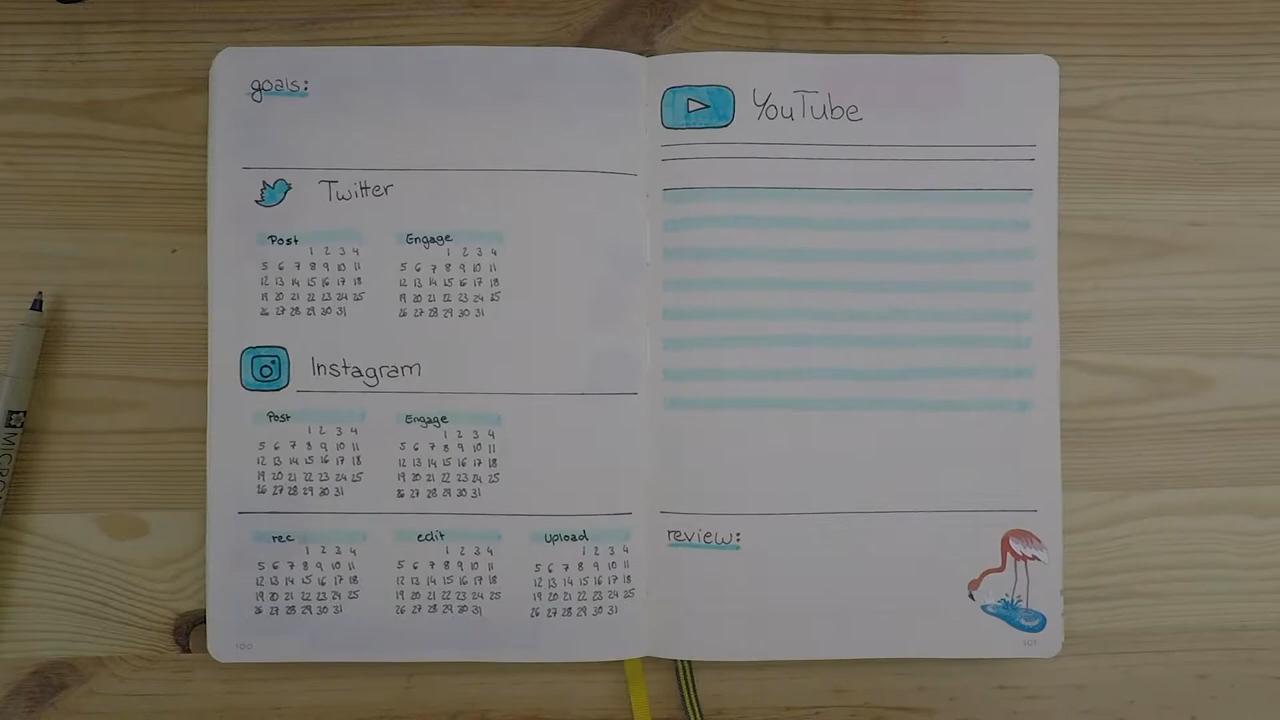 goals:
Twitter
Post
1 2 3 4
5 6 7 8 9 10 11
12 13 14 15 16 17 18
19 20 21 22 23 24 25
26 27 28 29 30 31
Engage
1 2 3 4
5 6 7 8 9 10 11
12 13 14 15 16 17 18
19 20 21 22 23 24 25
26 27 28 29 30 31
Instagram
Post
1 2 3 4
5 6 7 8 9 10 11
12 13 14 15 16 17 18
19 20 21 22 23 24 25
26 27 28 29 30 31
Engage
1 2 3 4
5 6 7 8 9 10 11
12 13 14 15 16 17 18
19 20 21 22 23 24 25
26 27 28 29 30 31
rec
1 2 3 4
5 6 7 8 9 10 11
12 13 14 15 16 17 18
19 20 21 22 23 24 25
26 27 28 29 30 31
edit
1 2 3 4
5 6 7 8 9 10 11
12 13 14 15 16 17 18
19 20 21 22 23 24 25
26 27 28 29 30 31
Upload
1 2 3 4
5 6 7 8 9 10 11
12 13 14 15 16 17 18
19 20 21 22 23 24 25
26 27 28 29 30 31
100
YouTube
review:
101
MICRON